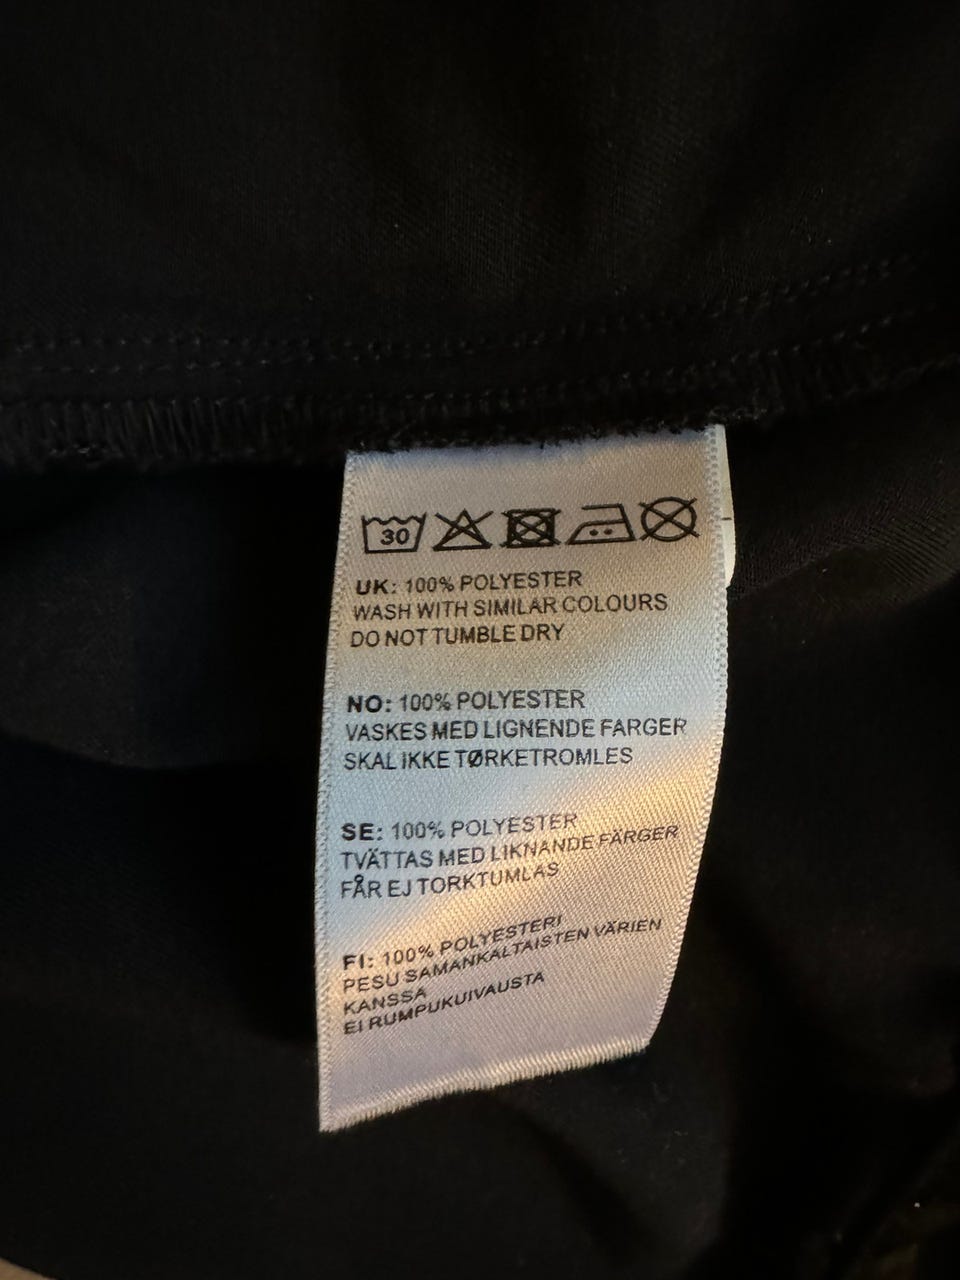 30
UK: 100% POLYESTER
WASH WITH SIMILAR COLOURS
DO NOT TUMBLE DRY
NO: 100% POLYESTER
VASKES MED LIGNENDE FARGER
SKAL IKKE TØRKETROMLES
SE: 100% POLYESTER
TVÄTTAS MED LIKNANDE FÄRGER
FÅR EJ TORKTUMLAS
FI: 100% POLYESTERI
PESU SAMANKALTAISTEN VÄRIEN
KANSSA
EI RUMPUKUIVAUSTA